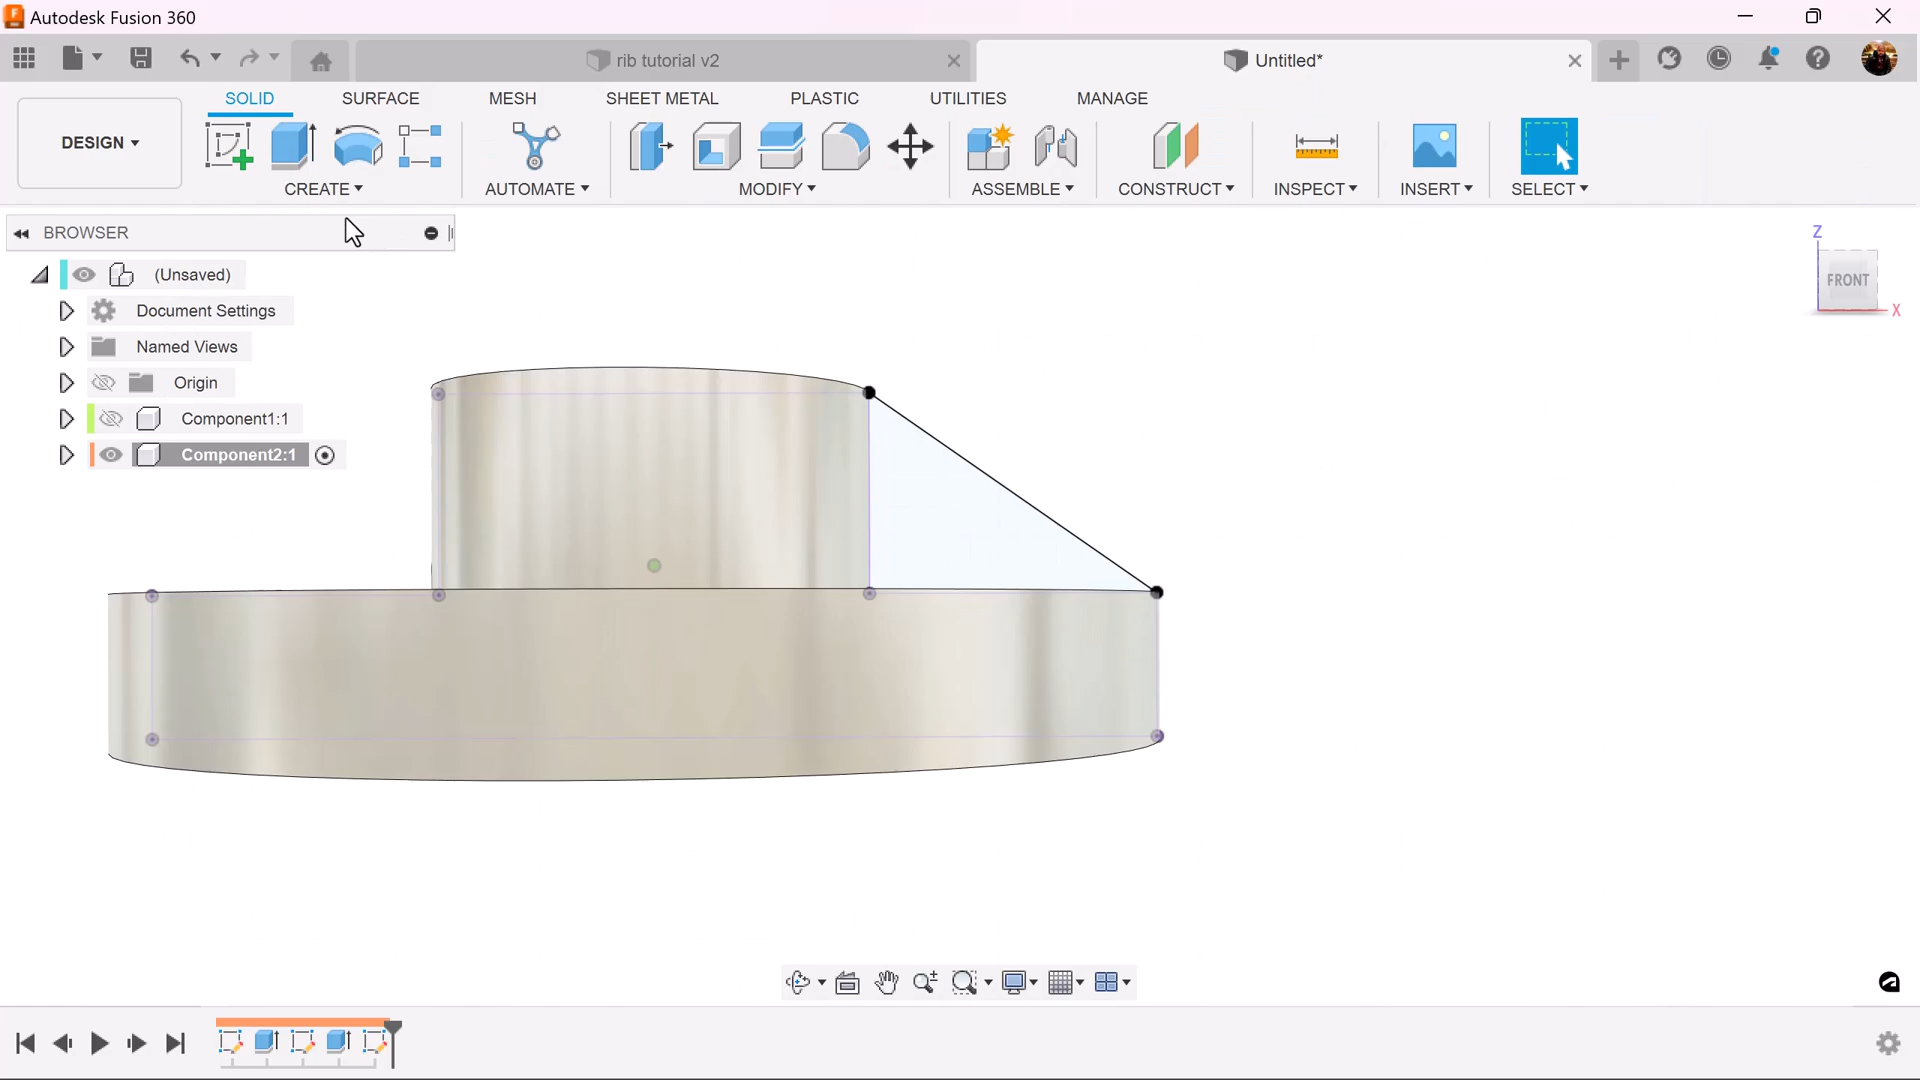 Autodesk Fusion 360
rib tutorial v2
Untitled*
SOLID SURFACE MESH SHEET METAL PLASTIC UTILITIES MANAGE
DESIGN
CREATE AUTOMATE MODIFY ASSEMBLE CONSTRUCT INSPECT INSERT SELECT
BROWSER
Z
(Unsaved)
FRONT
Document Settings
X
Named Views
Origin
Component1:1
Component2:1